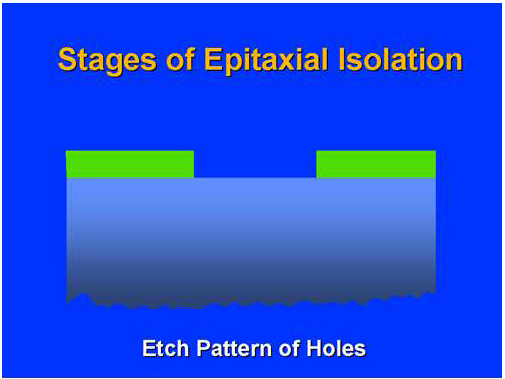 Stages of Epitaxial Isolation
Etch Pattern of Holes